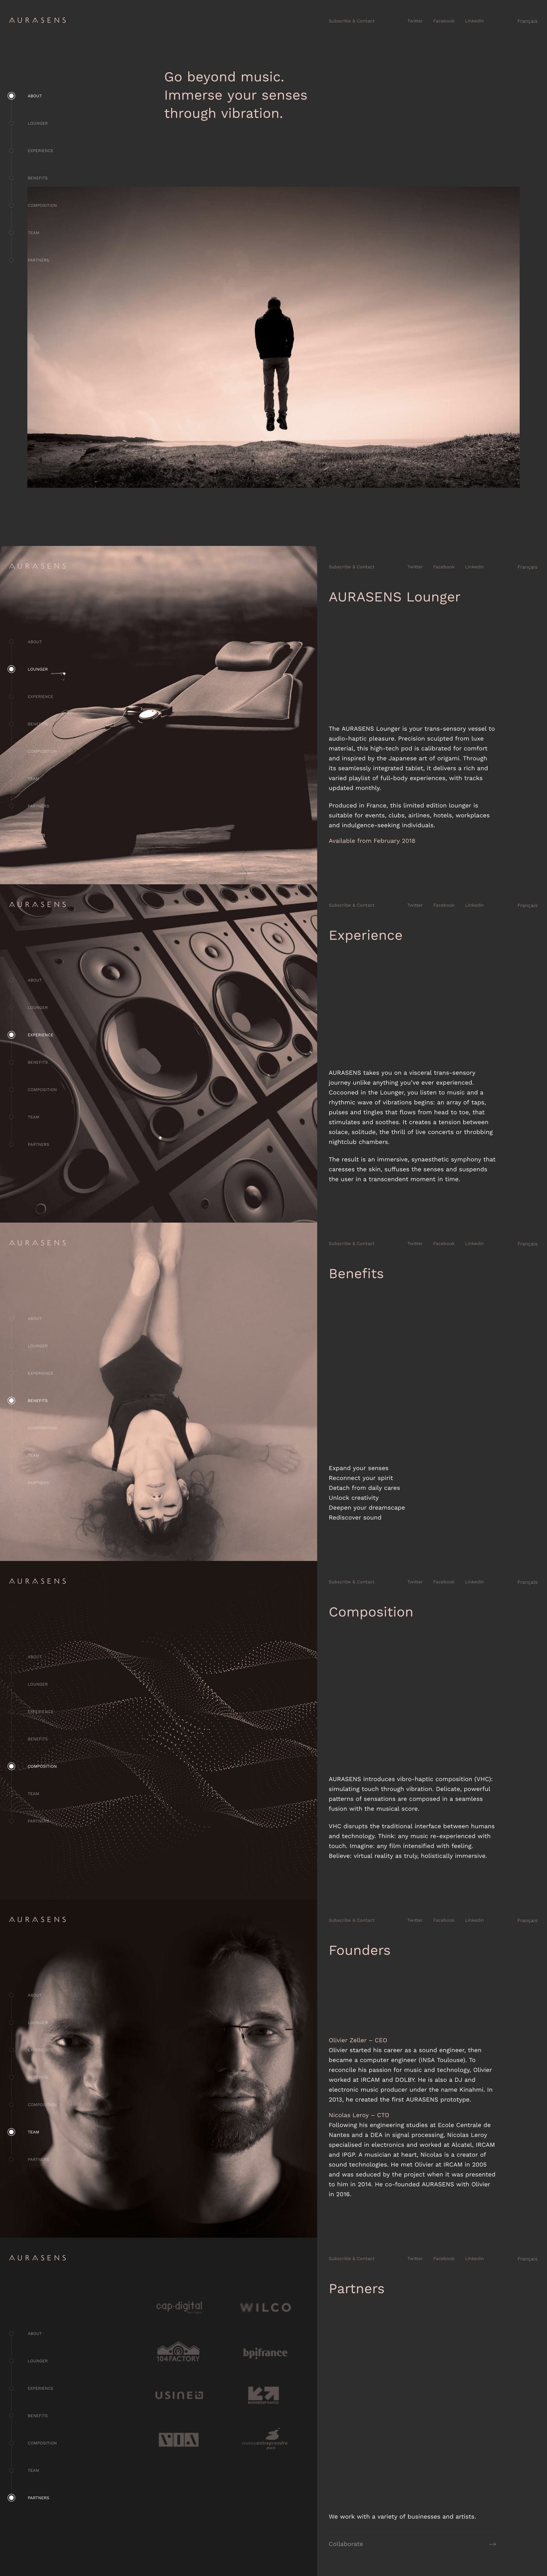 AURASENS
Subscribe & Contact
Twitter
Facebook
LinkedIn
Français
Go beyond music.
Immerse your senses
through vibration.
ABOUT
LOUNGER
EXPERIENCE
BENEFITS
COMPOSITION
TEAM
PARTNERS
AURASENS
Subscribe & Contact
Twitter
Facebook
LinkedIn
Français
AURASENS Lounger
ABOUT
LOUNGER
EXPERIENCE
BENEFITS
COMPOSITION
TEAM
PARTNERS
The AURASENS Lounger is your trans-sensory vessel to
audio-haptic pleasure. Precision sculpted from luxe
material, this high-tech pod is calibrated for comfort
and inspired by the Japanese art of origami. Through
its seamlessly integrated tablet, it delivers a rich and
varied playlist of full-body experiences, with tracks
updated monthly.
Produced in France, this limited edition lounger is
suitable for events, clubs, airlines, hotels, workplaces
and indulgence-seeking individuals.
Available from February 2018
AURASENS
Subscribe & Contact
Twitter
Facebook
LinkedIn
Français
Experience
ABOUT
LOUNGER
EXPERIENCE
BENEFITS
COMPOSITION
TEAM
PARTNERS
AURASENS takes you on a visceral trans-sensory
journey unlike anything you've ever experienced.
Cocooned in the Lounger, you listen to music and a
rhythmic wave of vibrations begins: an array of taps,
pulses and tingles that flows from head to toe, that
stimulates and soothes. It creates a tension between
solace, solitude, the thrill of live concerts or throbbing
nightclub chambers.
The result is an immersive, synaesthetic symphony that
caresses the skin, suffuses the senses and suspends
the user in a transcendent moment in time.
AURASENS
Subscribe & Contact
Twitter
Facebook
LinkedIn
Français
Benefits
ABOUT
LOUNGER
EXPERIENCE
BENEFITS
COMPOSITION
TEAM
PARTNERS
Expand your senses
Reconnect your spirit
Detach from daily cares
Unlock creativity
Deepen your dreamscape
Rediscover sound
AURASENS
Subscribe & Contact
Twitter
Facebook
LinkedIn
Français
Composition
ABOUT
LOUNGER
EXPERIENCE
BENEFITS
COMPOSITION
TEAM
PARTNERS
AURASENS introduces vibro-haptic composition (VHC):
simulating touch through vibration. Delicate, powerful
patterns of sensations are composed in a seamless
fusion with the musical score.
VHC disrupts the traditional interface between humans
and technology. Think: any music re-experienced with
touch. Imagine: any film intensified with feeling.
Believe: virtual reality as truly, holistically immersive.
AURASENS
Subscribe & Contact
Twitter
Facebook
LinkedIn
Français
Founders
ABOUT
LOUNGER
EXPERIENCE
BENEFITS
COMPOSITION
TEAM
PARTNERS
Olivier Zeller – CEO
Olivier started his career as a sound engineer, then
became a computer engineer (INSA Toulouse). To
reconcile his passion for music and technology, Olivier
worked at IRCAM and DOLBY. He is also a DJ and
electronic music producer under the name Kinahmi. In
2013, he created the first AURASENS prototype.
Nicolas Leroy – CTO
Following his engineering studies at Ecole Centrale de
Nantes and a DEA in signal processing, Nicolas Leroy
specialised in electronics and worked at Alcatel, IRCAM
and IPGP. A musician at heart, Nicolas is a creator of
sound technologies. He met Olivier at IRCAM in 2005
and was seduced by the project when it was presented
to him in 2014. He co-founded AURASENS with Olivier
in 2016.
AURASENS
Subscribe & Contact
Twitter
Facebook
LinkedIn
Français
Partners
cap digital
WILCO
104FACTORY
bpifrance
USINE
VIA
ABOUT
LOUNGER
EXPERIENCE
BENEFITS
COMPOSITION
TEAM
PARTNERS
We work with a variety of businesses and artists.
Collaborate